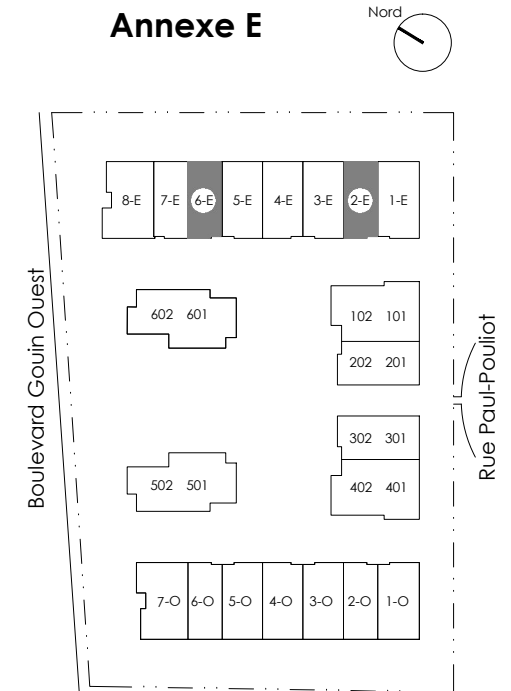 Annexe E
Nord
8-E 7-E 6-E 5-E 4-E 3-E 2-E 1-E
602 601
102 101
202 201
Boulevard Gouin Ouest
Rue Paul-Pouliot
302 301
502 501
402 401
7-O 6-O 5-O 4-O 3-O 2-O 1-O